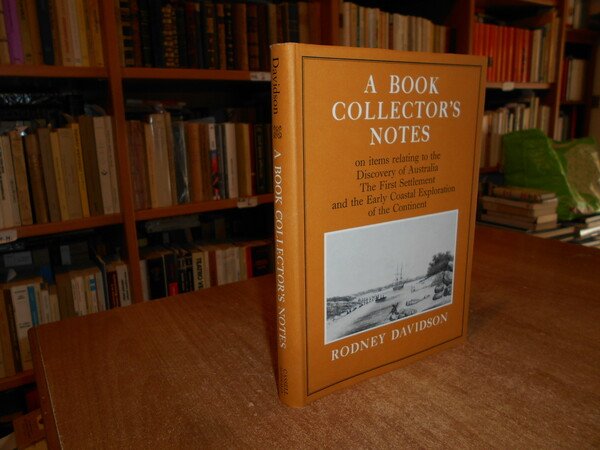 A BOOK
COLLECTOR'S
NOTES
on items relating to the
Discovery of Australia
The First Settlement
and the Early Coastal Exploration
of the Continent
RODNEY DAVIDSON
Davidson
A BOOK COLLECTOR'S NOTES
CASSELL